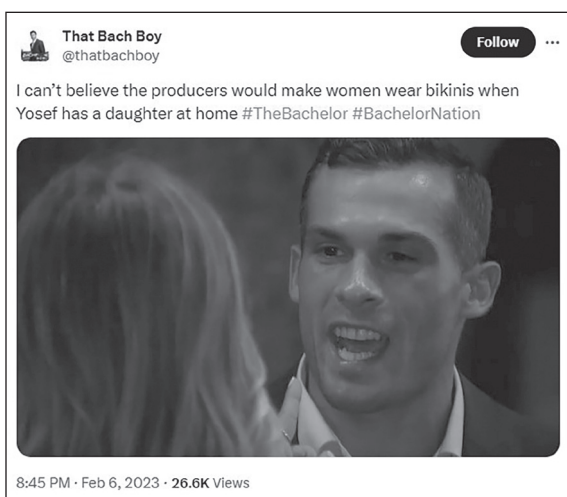 That Bach Boy
@thatbachboy
Follow
I can’t believe the producers would make women wear bikinis when
Yosef has a daughter at home #TheBachelor #BachelorNation
8:45 PM · Feb 6, 2023 · 26.6K Views